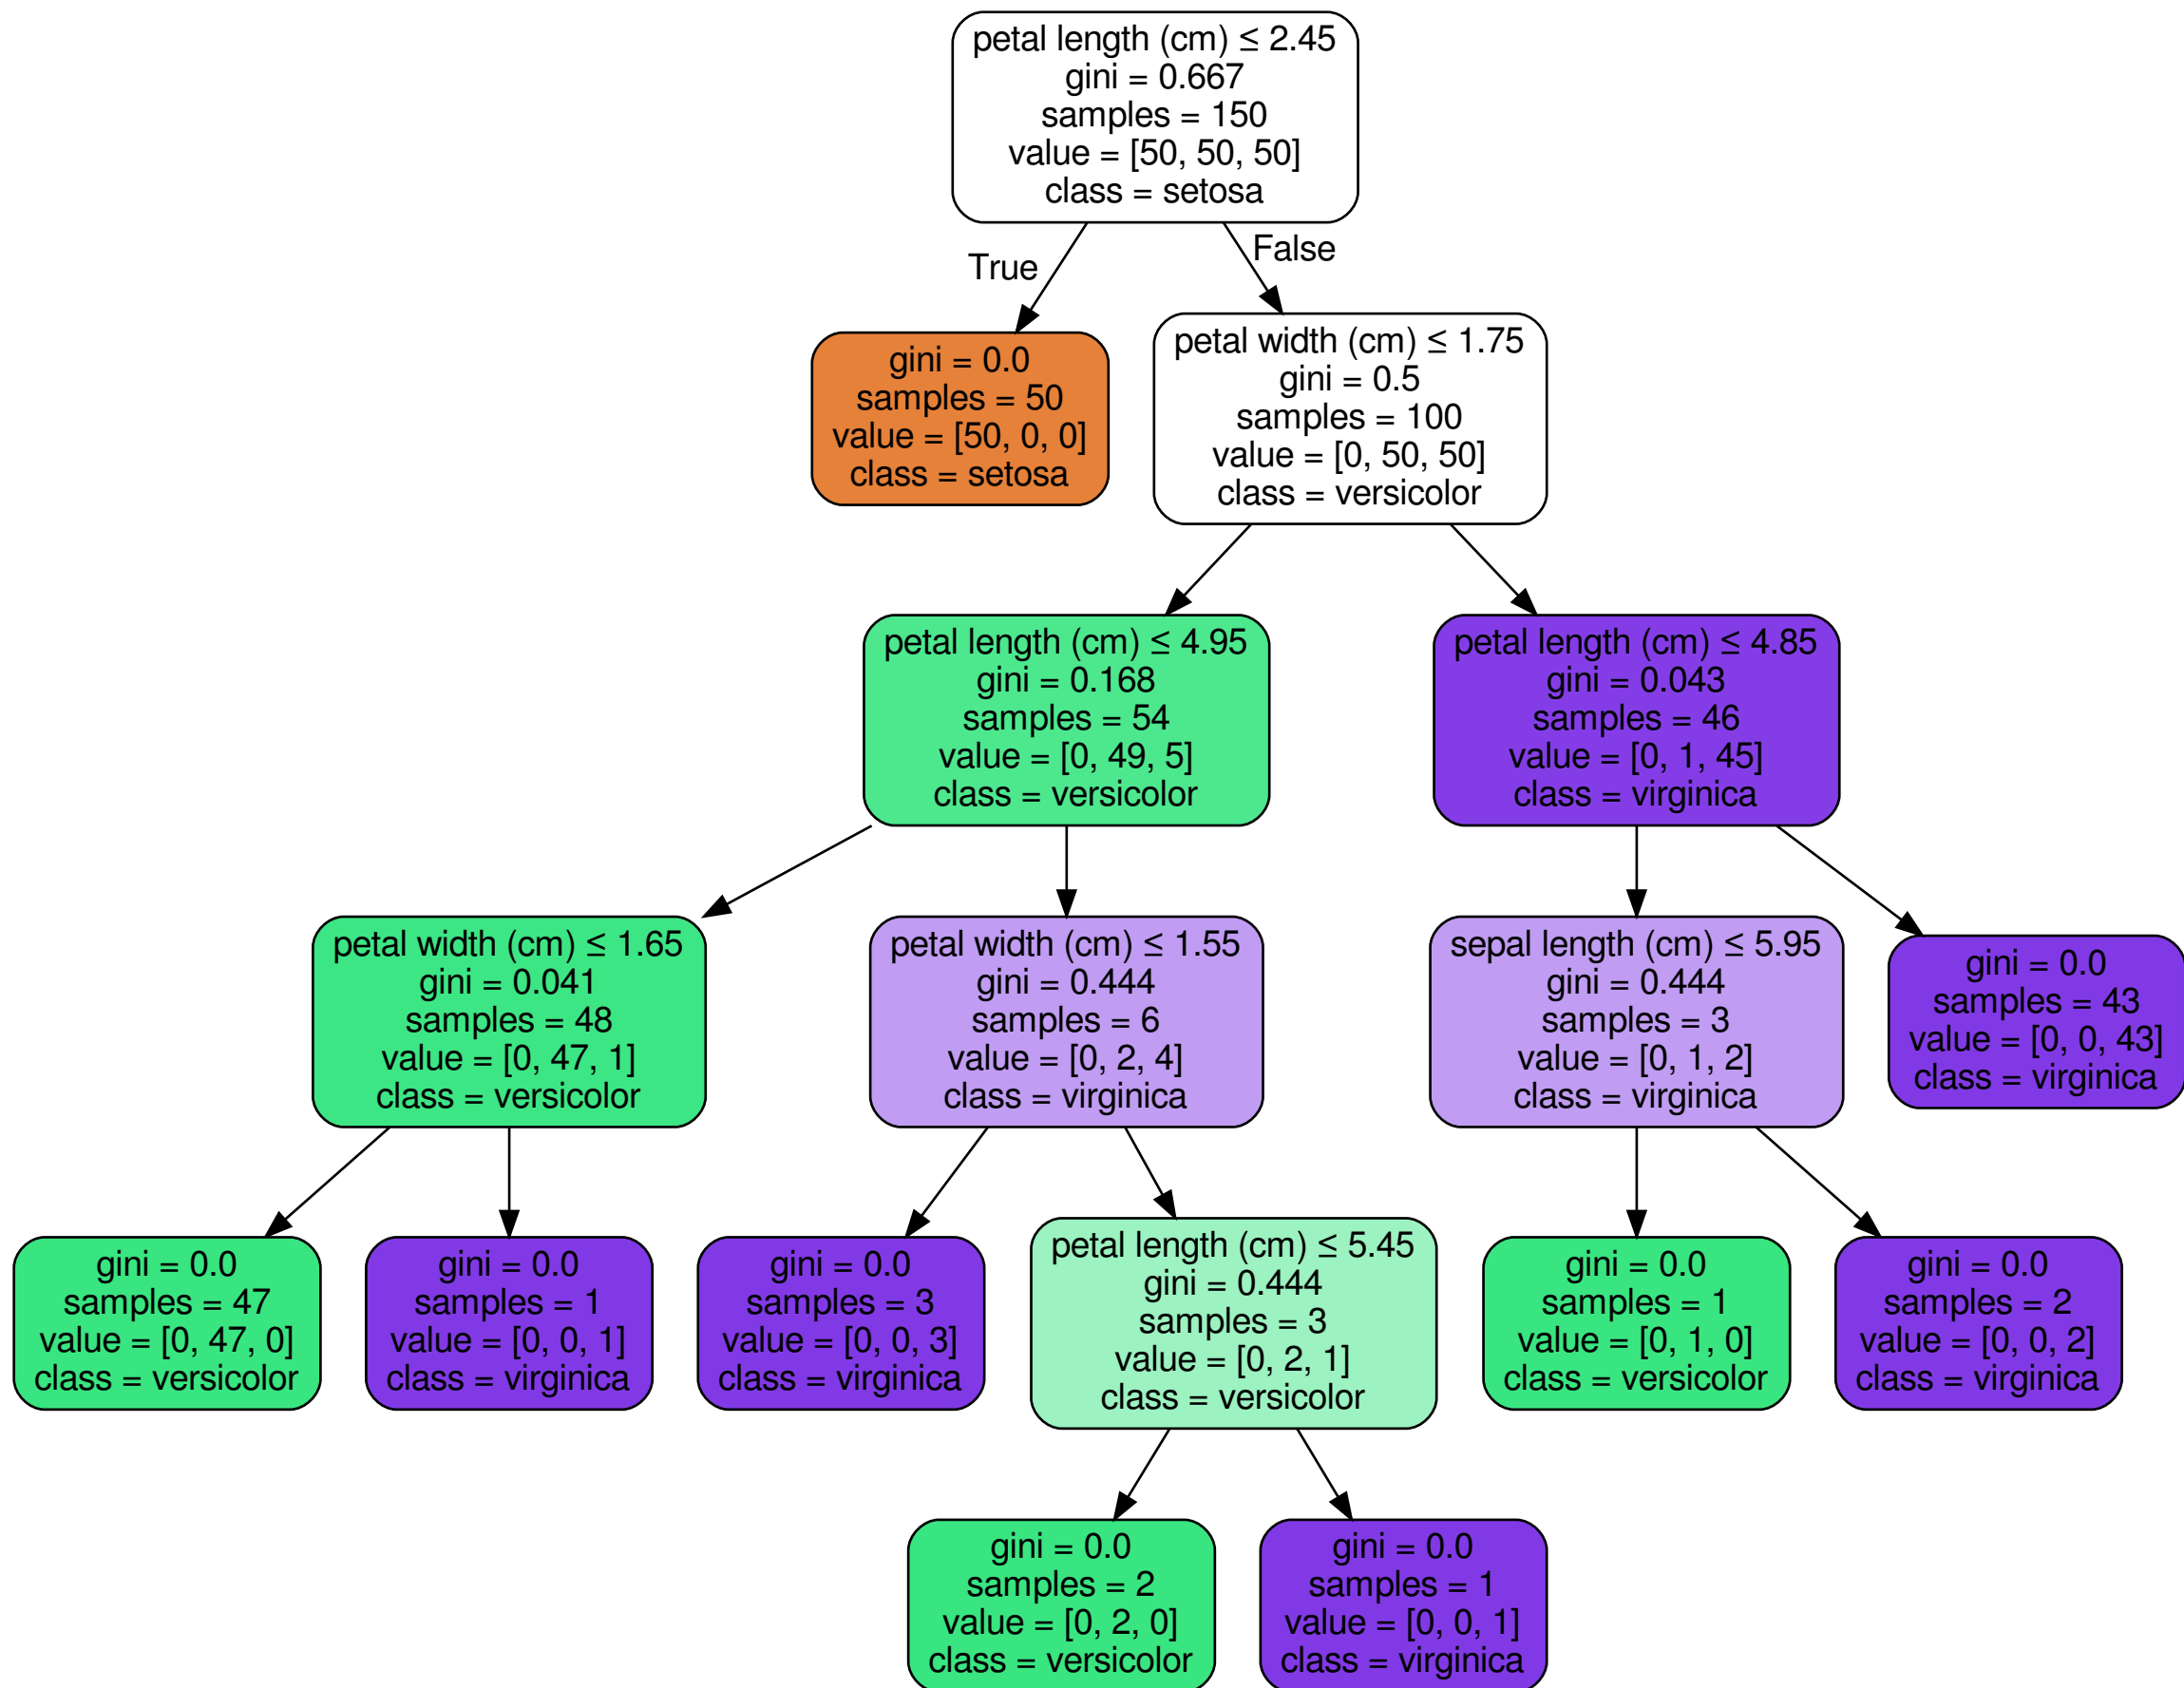 petal length (cm) ≤ 2.45
gini = 0.667
samples = 150
value = [50, 50, 50]
class = setosa
True
False
gini = 0.0
samples = 50
value = [50, 0, 0]
class = setosa
petal width (cm) ≤ 1.75
gini = 0.5
samples = 100
value = [0, 50, 50]
class = versicolor
petal length (cm) ≤ 4.95
gini = 0.168
samples = 54
value = [0, 49, 5]
class = versicolor
petal length (cm) ≤ 4.85
gini = 0.043
samples = 46
value = [0, 1, 45]
class = virginica
petal width (cm) ≤ 1.65
gini = 0.041
samples = 48
value = [0, 47, 1]
class = versicolor
petal width (cm) ≤ 1.55
gini = 0.444
samples = 6
value = [0, 2, 4]
class = virginica
sepal length (cm) ≤ 5.95
gini = 0.444
samples = 3
value = [0, 1, 2]
class = virginica
gini = 0.0
samples = 43
value = [0, 0, 43]
class = virginica
gini = 0.0
samples = 47
value = [0, 47, 0]
class = versicolor
gini = 0.0
samples = 1
value = [0, 0, 1]
class = virginica
gini = 0.0
samples = 3
value = [0, 0, 3]
class = virginica
petal length (cm) ≤ 5.45
gini = 0.444
samples = 3
value = [0, 2, 1]
class = versicolor
gini = 0.0
samples = 1
value = [0, 1, 0]
class = versicolor
gini = 0.0
samples = 2
value = [0, 0, 2]
class = virginica
gini = 0.0
samples = 2
value = [0, 2, 0]
class = versicolor
gini = 0.0
samples = 1
value = [0, 0, 1]
class = virginica